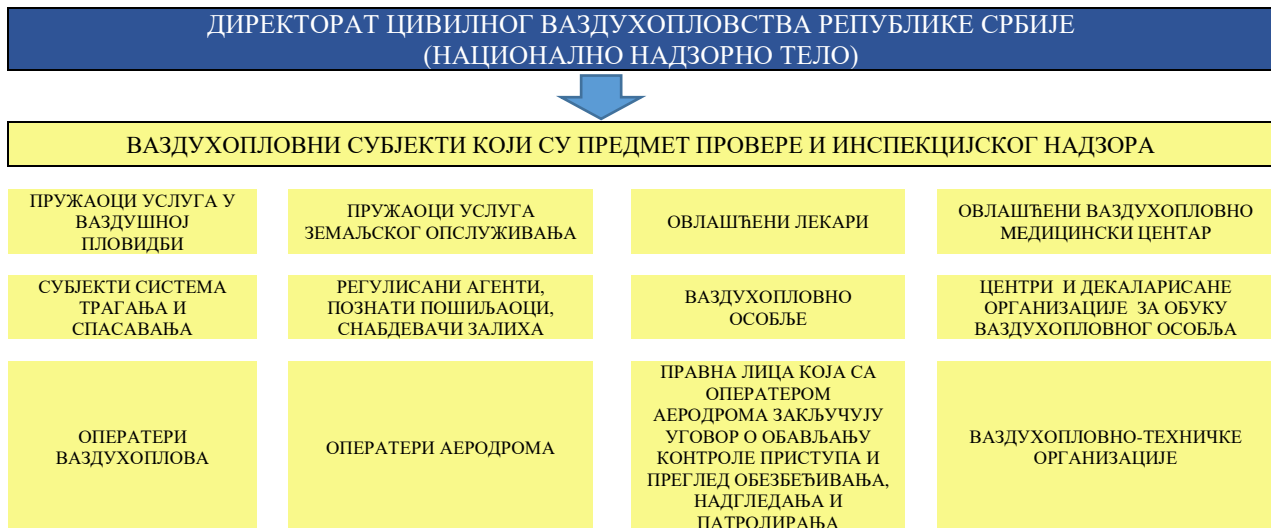 ДИРЕКТОРАТ ЦИВИЛНОГ ВАЗДУХОПЛОВСТВА РЕПУБЛИКЕ СРБИЈЕ
(НАЦИОНАЛНО НАДЗОРНО ТЕЛО)
ВАЗДУХОПЛОВНИ СУБЈЕКТИ КОЈИ СУ ПРЕДМЕТ ПРОВЕРЕ И ИНСПЕКЦИЈСКОГ НАДЗОРА
ПРУЖАОЦИ УСЛУГА У
ВАЗДУШНОЈ
ПЛОВИДБИ
ПРУЖАОЦИ УСЛУГА
ЗЕМАЉСКОГ ОПСЛУЖИВАЊА
ОВЛАШЋЕНИ ЛЕКАРИ
ОВЛАШЋЕНИ ВАЗДУХОПЛОВНО
МЕДИЦИНСКИ ЦЕНТАР
СУБЈЕКТИ СИСТЕМА
ТРАГАЊА И
СПАСАВАЊА
РЕГУЛИСАНИ АГЕНТИ,
ПОЗНАТИ ПОШИЉАОЦИ,
СНАБДЕВАЧИ ЗАЛИХА
ВАЗДУХОПЛОВНО
ОСОБЉЕ
ЦЕНТРИ И ДЕКАЛАРИСАНЕ
ОРГАНИЗАЦИЈЕ ЗА ОБУКУ
ВАЗДУХОПЛОВНОГ ОСОБЉА
ОПЕРАТЕРИ
ВАЗДУХОПЛОВА
ОПЕРАТЕРИ АЕРОДРОМА
ПРАВНА ЛИЦА КОЈА СА
ОПЕРАТЕРОМ
АЕРОДРОМА ЗАКЉУЧУЈУ
УГОВОР О ОБАВЉАЊУ
КОНТРОЛЕ ПРИСТУПА И
ПРЕГЛЕД ОБЕЗБЕЂИВАЊА,
НАДГЛЕДАЊА И
ПАТРОЛИРАЊА
ВАЗДУХОПЛОВНО-ТЕХНИЧКЕ
ОРГАНИЗАЦИЈЕ